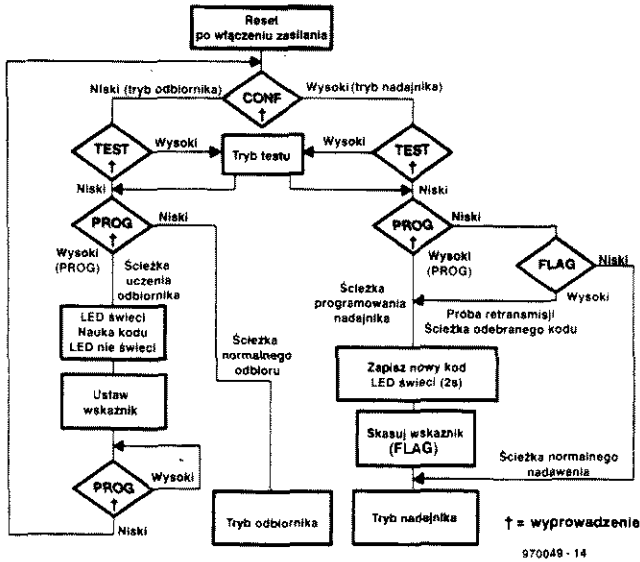 Reset
po włączeniu zasilania
Niski (tryb odbiornika)
Wysoki (tryb nadajnika)
CONF
†
TEST
†
Wysoki
Tryb testu
Wysoki
TEST
†
Niski
Niski
PROG
†
Niski
Wysoki
(PROG)
PROG
†
Niski
Wysoki
(PROG)
FLAG
Niski
Wysoki
Ścieżka
uczenia
odbiornika
Ścieżka
programowania
nadajnika
Próba retransmisji
Ścieżka odebranego kodu
LED świeci
Nauka kodu
LED nie świeci
Ścieżka
normalnego
odbioru
Zapisz nowy kod
LED świeci (2s)
Ustaw
wskaźnik
Skasuj wskaźnik
(FLAG)
Wysoki
PROG
†
Niski
Ścieżka normalnego
nadawania
Tryb odbiornika
Tryb nadajnika
† = wyprowadzenie
970049 - 14